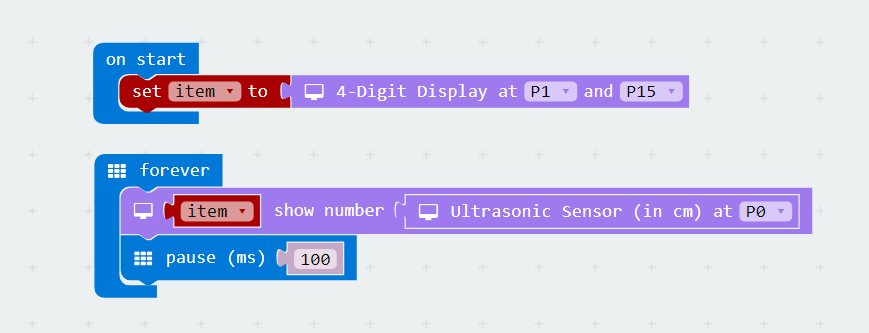 on start
set item to 4-Digit Display at P1 and P15
forever
item show number Ultrasonic Sensor (in cm) at P0
pause (ms) 100